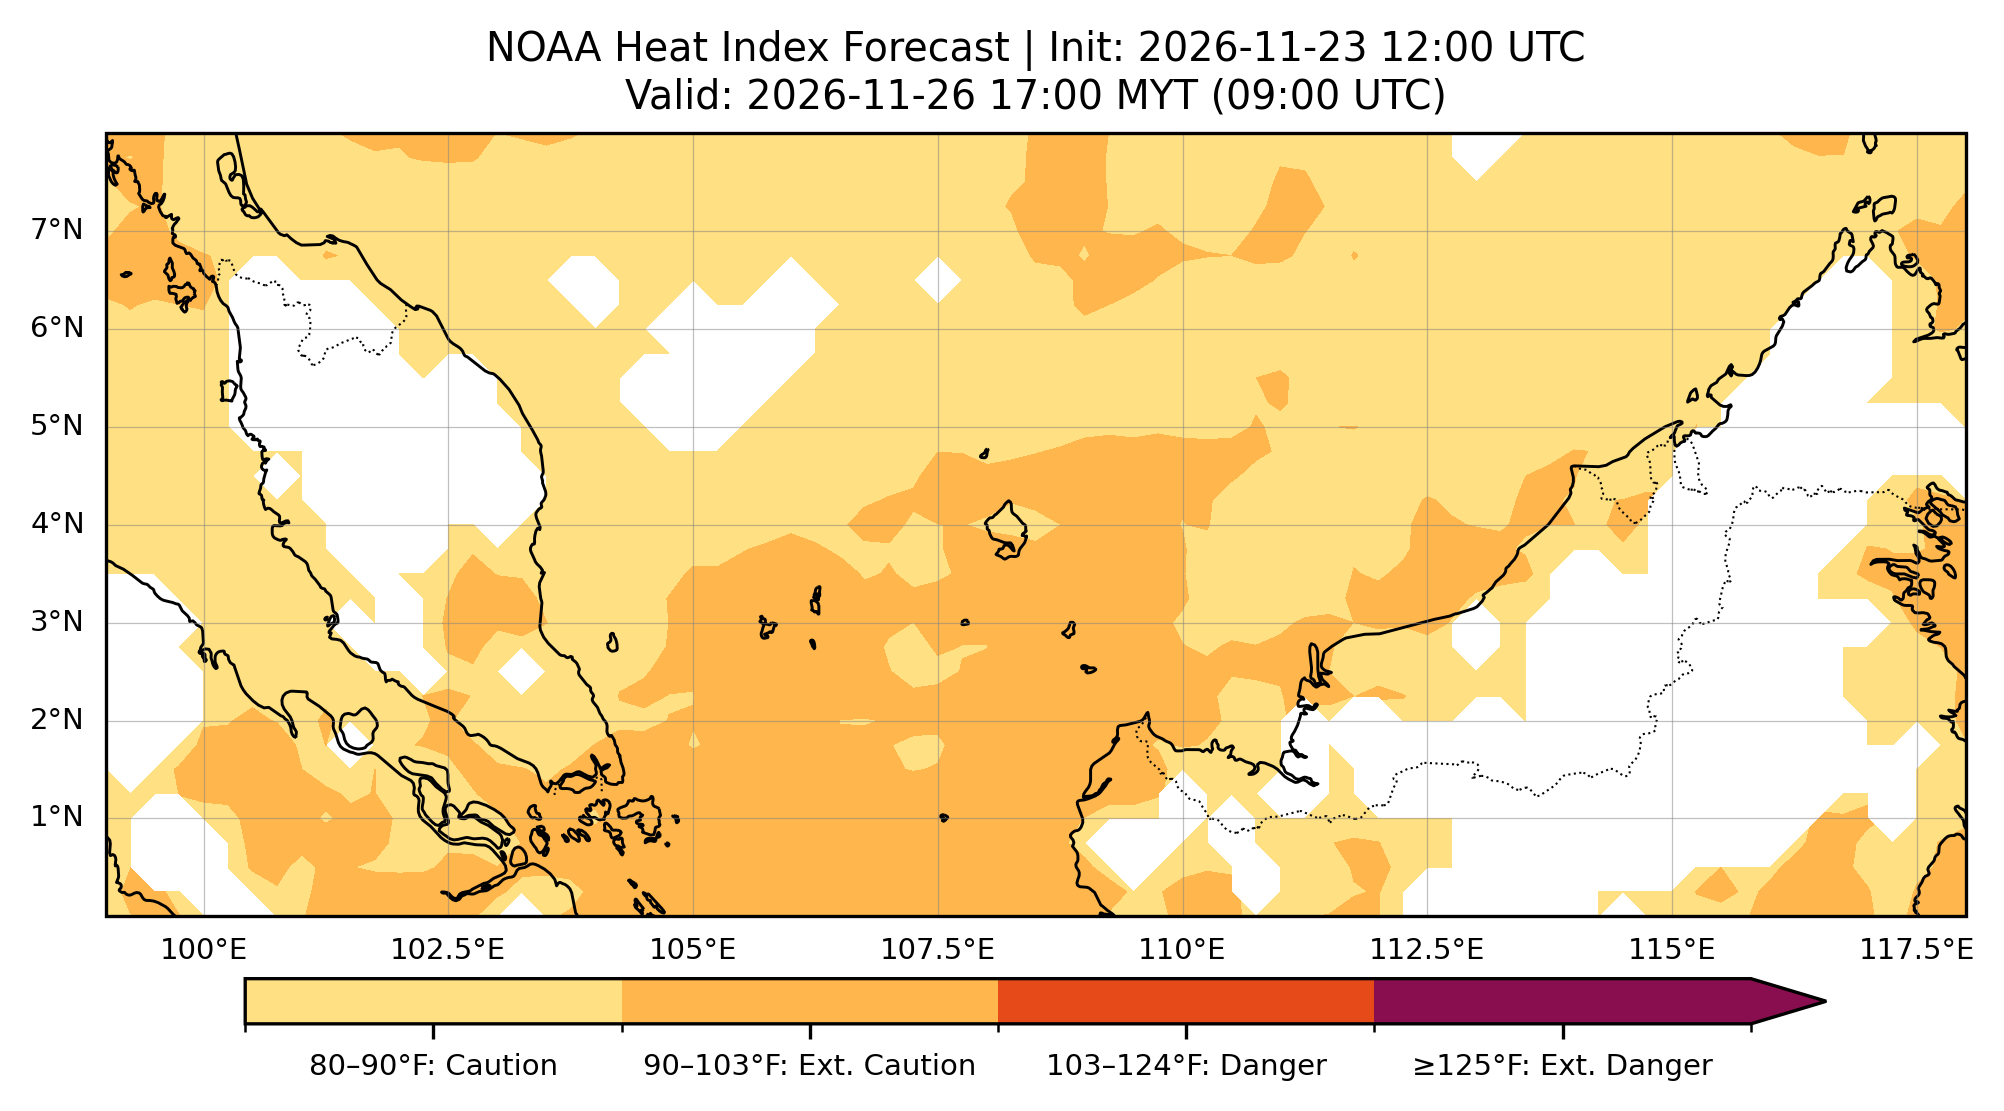 NOAA Heat Index Forecast | Init: 2026-11-23 12:00 UTC
Valid: 2026-11-26 17:00 MYT (09:00 UTC)
7°N
6°N
5°N
4°N
3°N
2°N
1°N
100°E
102.5°E
105°E
107.5°E
110°E
112.5°E
115°E
117.5°E
80–90°F: Caution
90–103°F: Ext. Caution
103–124°F: Danger
≥125°F: Ext. Danger